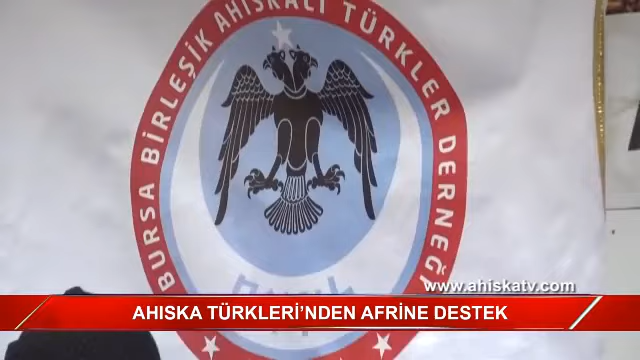 BURSA BİRLEŞİK AHISKALI TÜRKLER DERNEĞİ
www.ahiskatv.com
AHISKA TÜRKLERİ’NDEN AFRİNE DESTEK